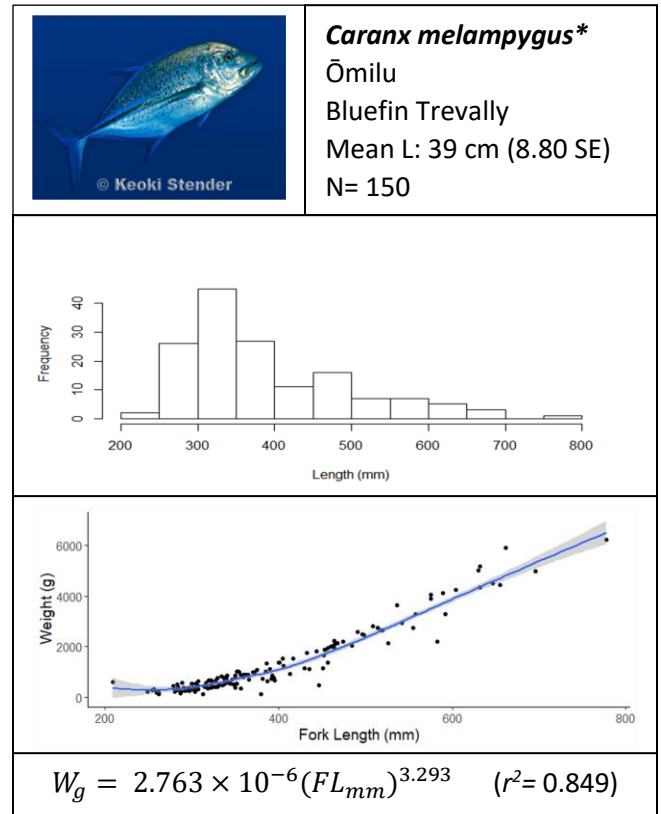 © Keoki Stender
Caranx melampygus*
Ōmilu
Bluefin Trevally
Mean L: 39 cm (8.80 SE)
N= 150
Frequency
0
10
20
30
40
200
300
400
500
600
700
800
Length (mm)
Weight (g)
6000
4000
2000
0
200
400
600
800
Fork Length (mm)
W_g = 2.763 × 10⁻⁶(FL_mm)^3.293 (r²= 0.849)